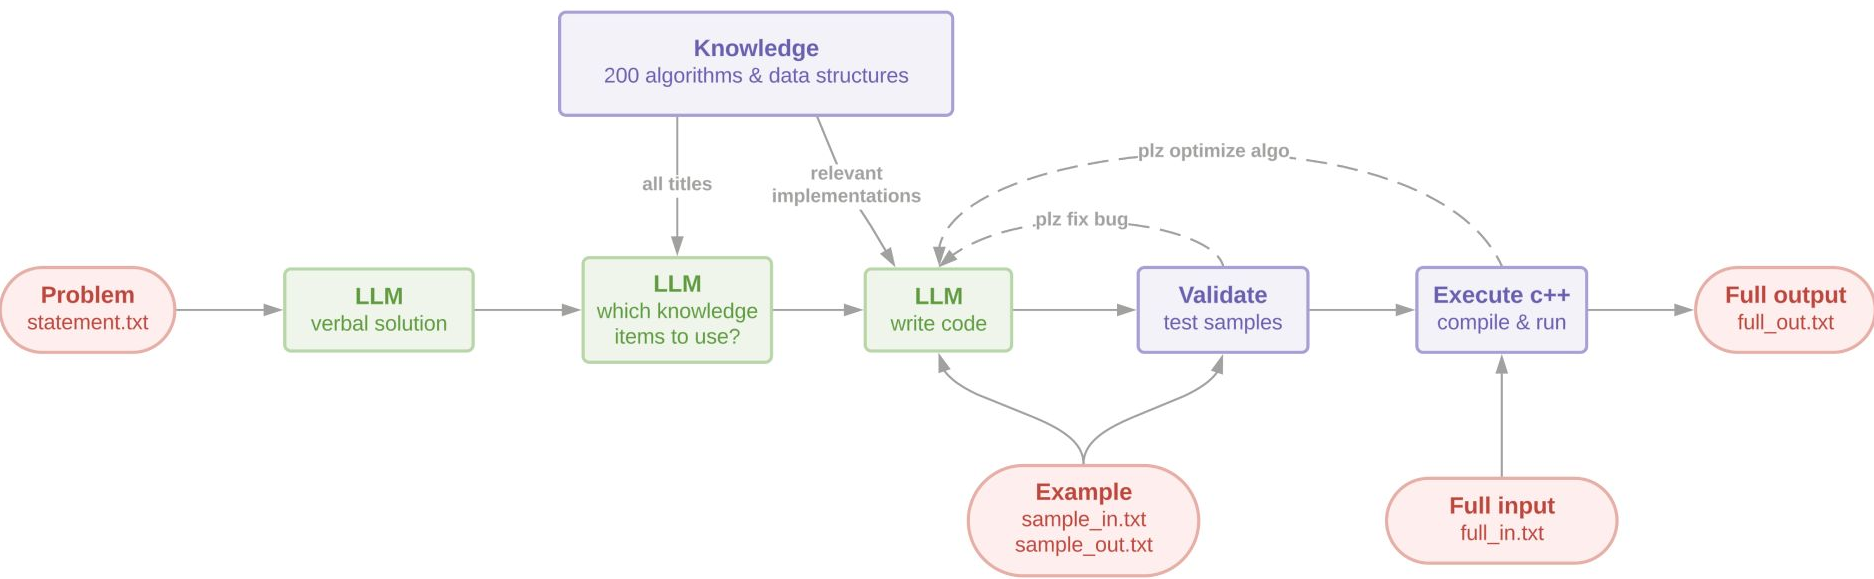 Knowledge
200 algorithms & data structures
all titles
relevant
implementations
plz optimize algo
plz fix bug
Problem
statement.txt
LLM
verbal solution
LLM
which knowledge
items to use?
LLM
write code
Validate
test samples
Execute c++
compile & run
Full output
full_out.txt
Example
sample_in.txt
sample_out.txt
Full input
full_in.txt